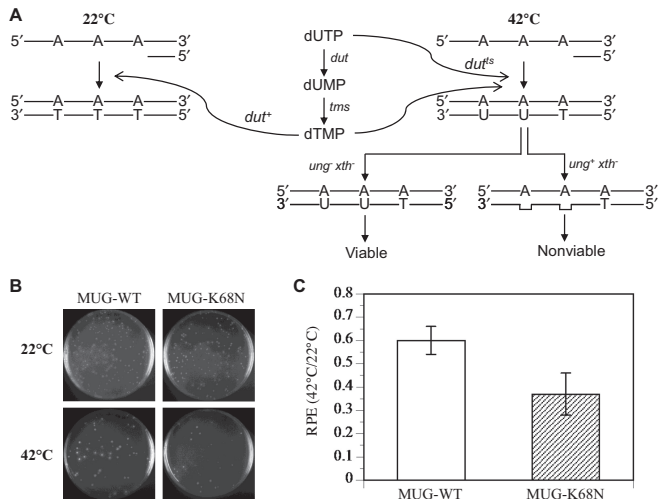 A
22°C
42°C
5′ A A A 3′
5′
5′ A A A 3′
3′ T T T 5′
dut⁺
dUTP
dut
dUMP
tms
dTMP
dutᵗˢ
5′ A A A 3′
5′
5′ A A A 3′
3′ U U T 5′
ung⁻ xth⁻
ung⁺ xth⁻
5′ A A A 3′
3′ U U T 5′
Viable
5′ A A A 3′
3′ T 5′
Nonviable
B
MUG-WT MUG-K68N
22°C
42°C
C
RPE (42°C/22°C)
0.8
0.7
0.6
0.5
0.4
0.3
0.2
0.1
0
MUG-WT MUG-K68N